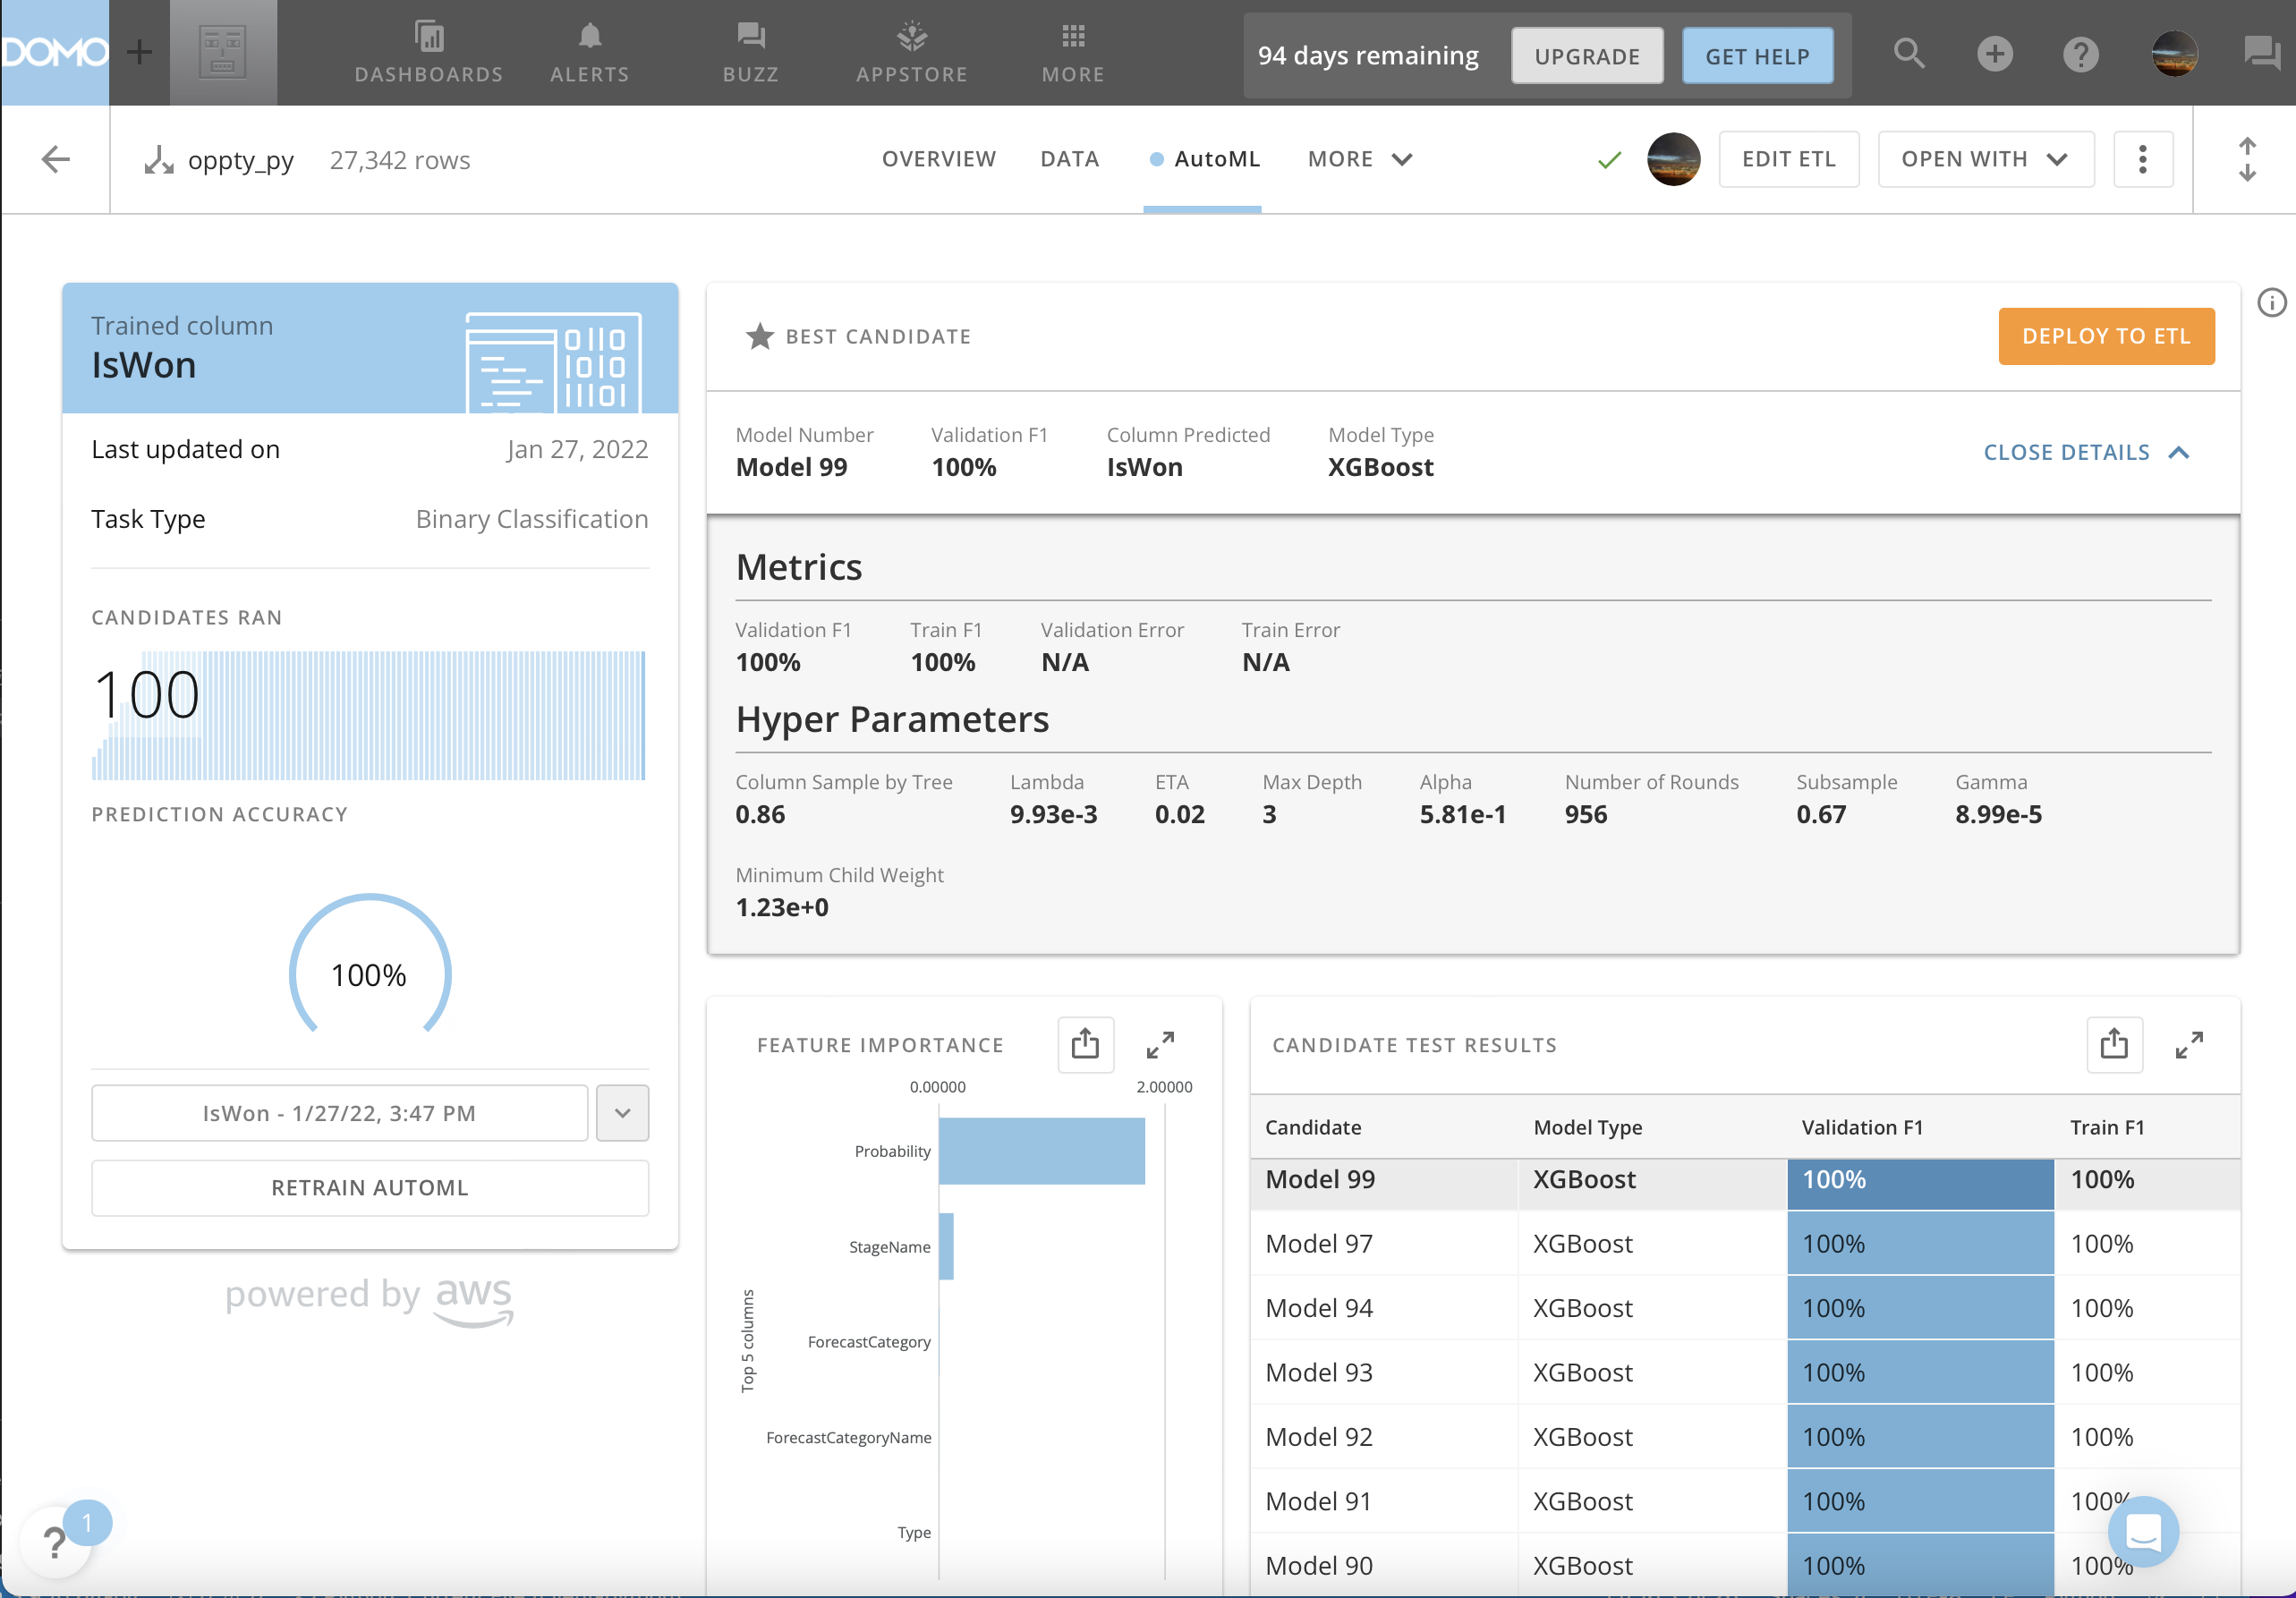 DOMO
DASHBOARDS
ALERTS
BUZZ
APPSTORE
MORE
94 days remaining
UPGRADE
GET HELP
oppty_py 27,342 rows
OVERVIEW
DATA
AutoML
MORE
EDIT ETL
OPEN WITH
Trained column
IsWon
Last updated on Jan 27, 2022
Task Type Binary Classification
CANDIDATES RAN
100
PREDICTION ACCURACY
100%
IsWon - 1/27/22, 3:47 PM
RETRAIN AUTOML
powered by aws
BEST CANDIDATE
DEPLOY TO ETL
Model Number Validation F1 Column Predicted Model Type
Model 99 100% IsWon XGBoost
CLOSE DETAILS
Metrics
Validation F1 Train F1 Validation Error Train Error
100% 100% N/A N/A
Hyper Parameters
Column Sample by Tree Lambda ETA Max Depth Alpha Number of Rounds Subsample Gamma
0.86 9.93e-3 0.02 3 5.81e-1 956 0.67 8.99e-5
Minimum Child Weight
1.23e+0
FEATURE IMPORTANCE
0.00000 2.00000
Top 5 columns
Probability
StageName
ForecastCategory
ForecastCategoryName
Type
CANDIDATE TEST RESULTS
Candidate Model Type Validation F1 Train F1
Model 99 XGBoost 100% 100%
Model 97 XGBoost 100% 100%
Model 94 XGBoost 100% 100%
Model 93 XGBoost 100% 100%
Model 92 XGBoost 100% 100%
Model 91 XGBoost 100% 100%
Model 90 XGBoost 100% 100%
? 1